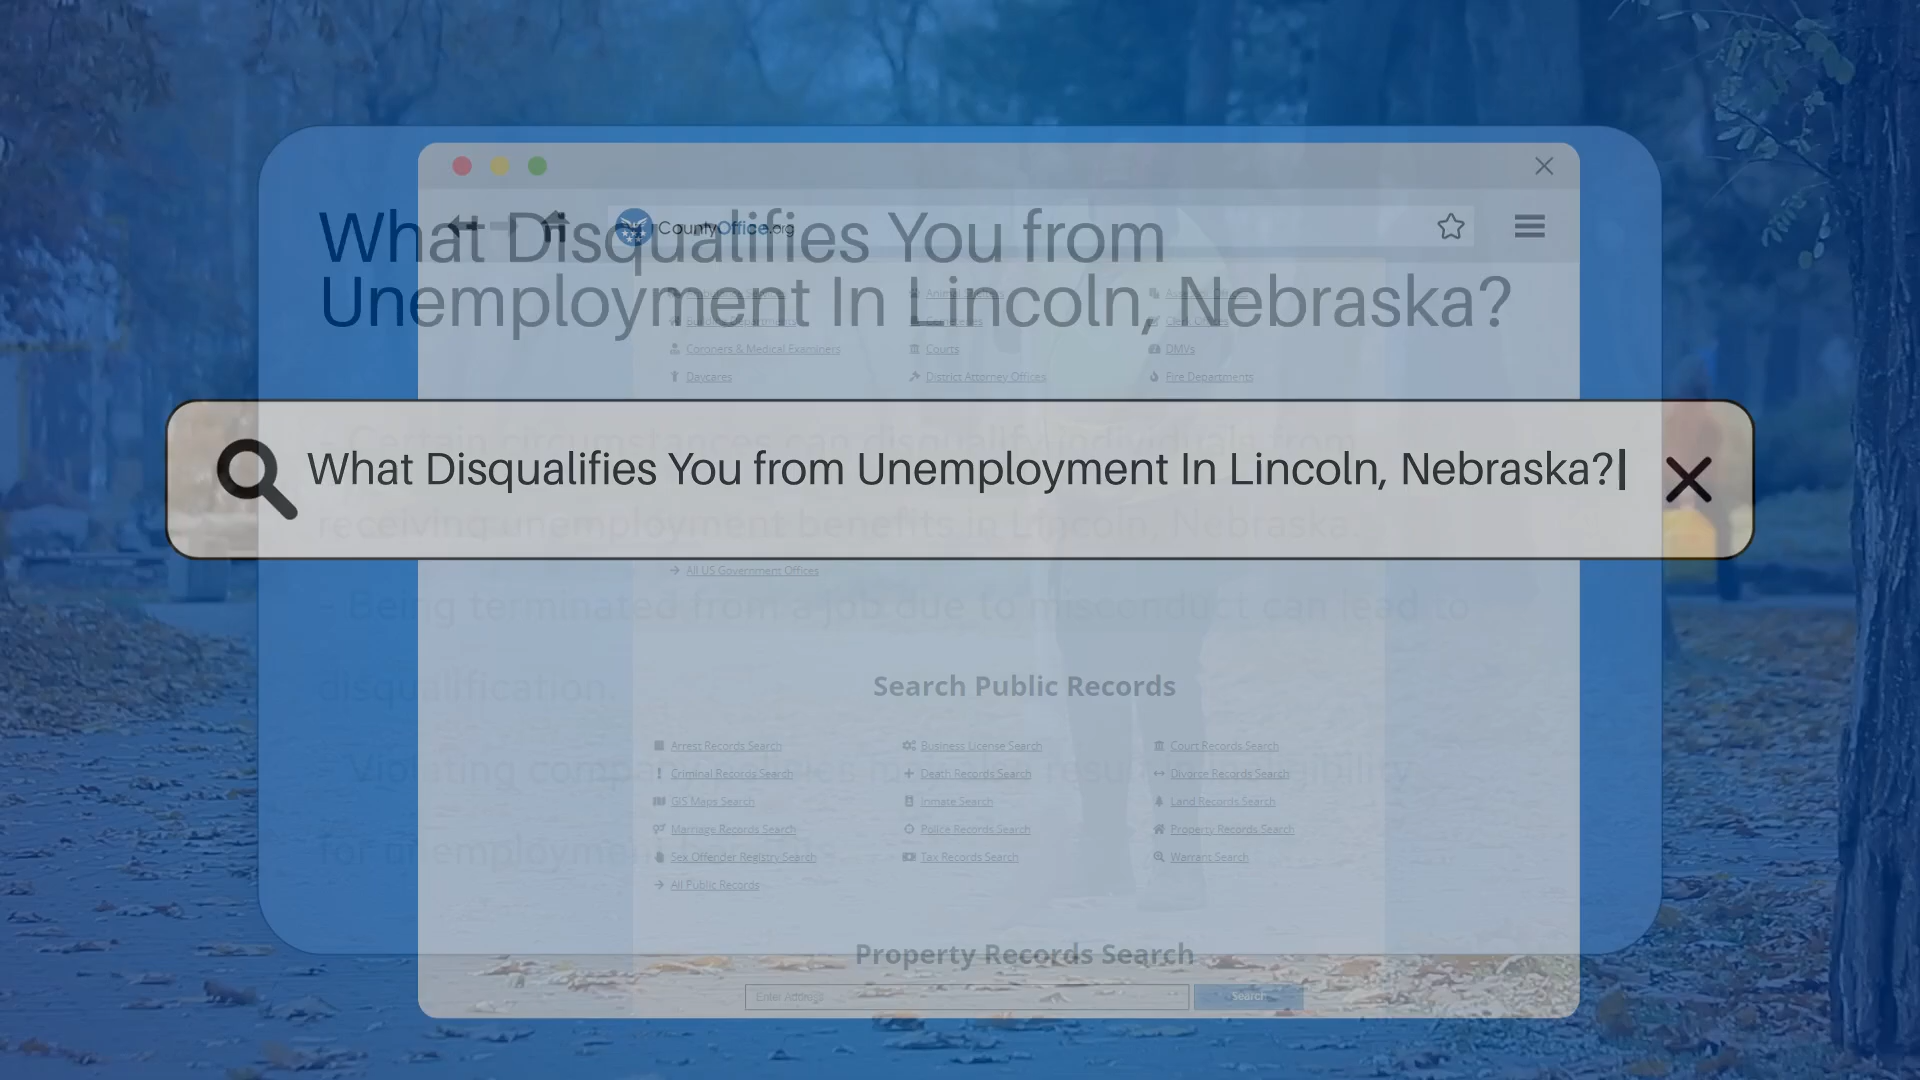 What Disqualifies You from
CountyOffice.org
Unemployment In Lincoln, Nebraska?
Coroners & Medical Examiners
Courts
DMVs
Daycares
District Attorney Offices
Fire Departments
- Certain circumstances can disqualify individuals from
What Disqualifies You from Unemployment In Lincoln, Nebraska?
receiving unemployment benefits in Lincoln, Nebraska.
All US Government Offices
- Being terminated from a job due to misconduct can lead to
disqualification.
Search Public Records
Arrest Records Search
Business License Search
Court Records Search
- Violating company
Criminal Records Search
Death Records Search
Divorce Records Search
GIS Maps Search
Inmate Search
Land Records Search
Marriage Records Search
Police Records Search
Property Records Search
for unemployment
Sex Offender Registry Search
Tax Records Search
Warrant Search
All Public Records
Property Records Search
Enter Address
Search